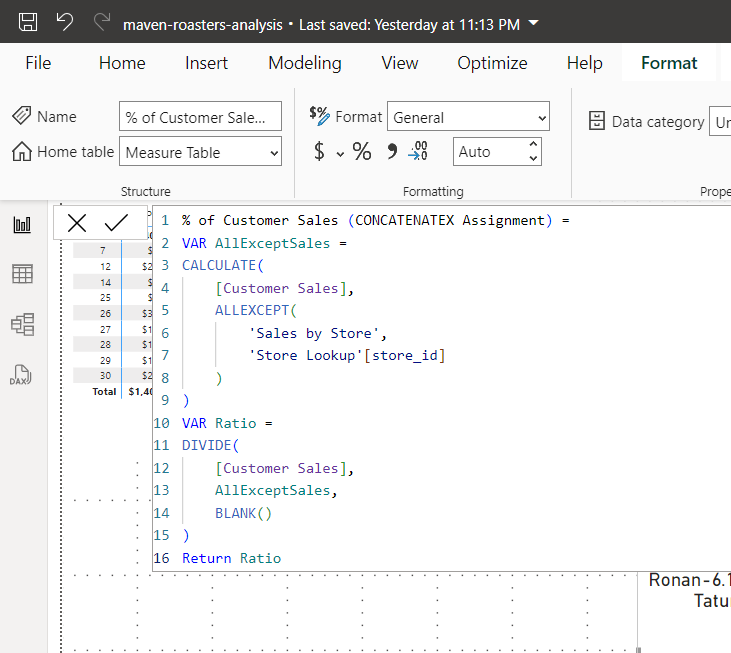 maven-roasters-analysis • Last saved: Yesterday at 11:13 PM
File Home Insert Modeling View Optimize Help Format
Name % of Customer Sale... $% Format General Data category
Home table Measure Table $ % 9 .00 Auto
Structure Formatting
1 % of Customer Sales (CONCATENATEX Assignment) =
2 VAR AllExceptSales =
3 CALCULATE(
4 [Customer Sales],
5 ALLEXCEPT(
6 'Sales by Store',
7 'Store Lookup'[store_id]
8 )
9 )
10 VAR Ratio =
11 DIVIDE(
12 [Customer Sales],
13 AllExceptSales,
14 BLANK()
15 )
16 Return Ratio
7
12 $2
14
25
26 $3
27 $1
28 $1
29 $1
30 $2
Total $1,40
DAX
Ronan-6.1
Tatu